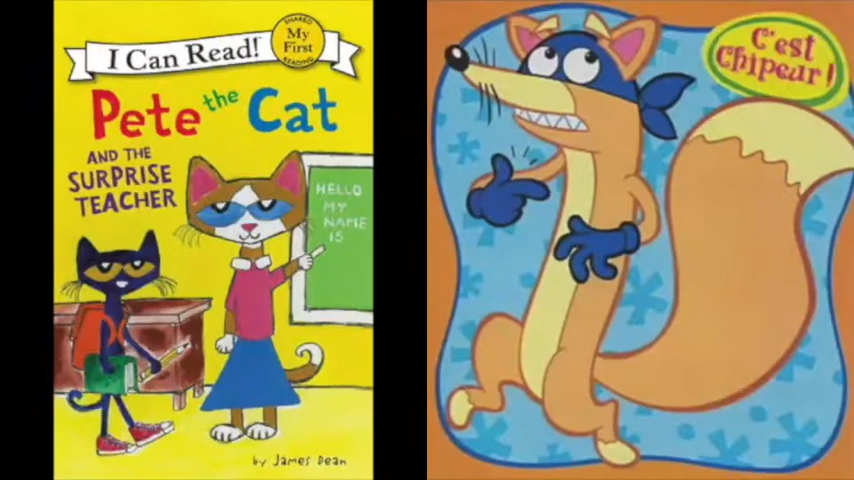 I Can Read!
SHARED
My
First
READING
Pete the Cat
AND THE
SURPRISE
TEACHER
HELLO
MY
NAME
IS
by James Dean
C'est
Chipeur!